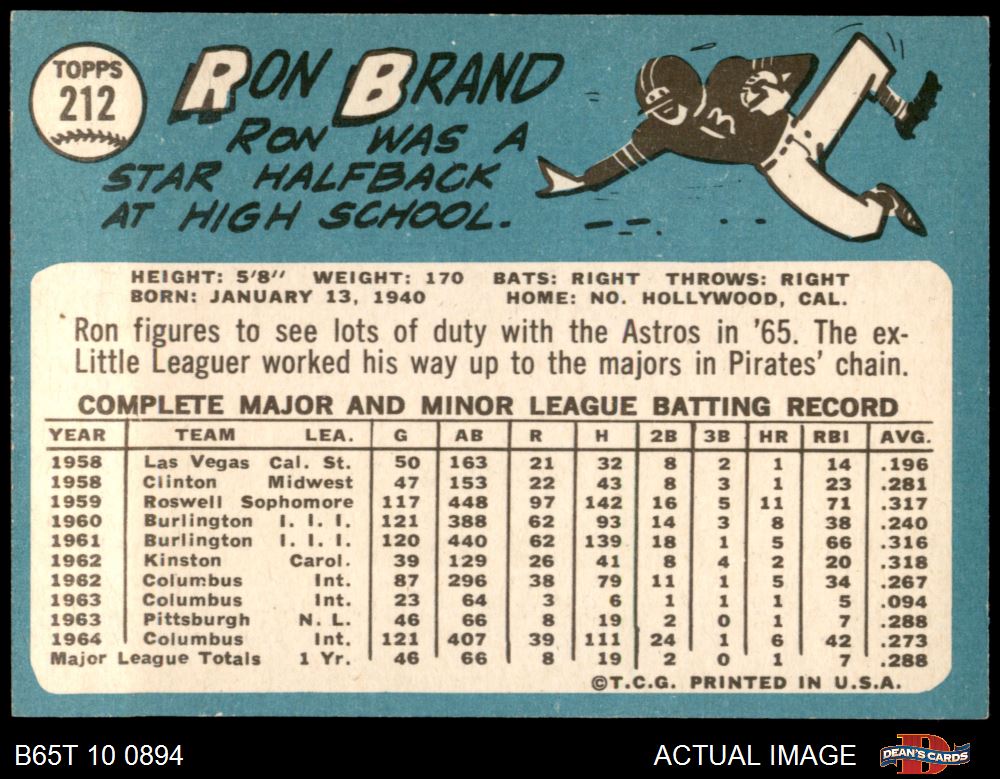 TOPPS
212
RON BRAND
RON WAS A
STAR HALFBACK
AT HIGH SCHOOL.
HEIGHT: 5'8" WEIGHT: 170 BATS: RIGHT THROWS: RIGHT
BORN: JANUARY 13, 1940 HOME: NO. HOLLYWOOD, CAL.
Ron figures to see lots of duty with the Astros in '65. The ex-
Little Leaguer worked his way up to the majors in Pirates' chain.
COMPLETE MAJOR AND MINOR LEAGUE BATTING RECORD
YEAR TEAM LEA. G AB R H 2B 3B HR RBI AVG.
1958 Las Vegas Cal. St. 50 163 21 32 8 2 1 14 .196
1958 Clinton Midwest 47 153 22 43 8 3 1 23 .281
1959 Roswell Sophomore 117 448 97 142 16 5 11 71 .317
1960 Burlington I. I. I. 121 388 62 93 14 3 8 38 .240
1961 Burlington I. I. I. 120 440 62 139 18 1 5 66 .316
1962 Kinston Carol. 39 129 26 41 8 4 2 20 .318
1962 Columbus Int. 87 296 38 79 11 1 5 34 .267
1963 Columbus Int. 23 64 3 6 1 1 1 5 .094
1963 Pittsburgh N. L. 46 66 8 19 2 0 1 7 .288
1964 Columbus Int. 121 407 39 111 24 1 6 42 .273
Major League Totals 1 Yr. 46 66 8 19 2 0 1 7 .288
©T.C.G. PRINTED IN U.S.A.
B65T 10 0894 ACTUAL IMAGE DEAN'S CARDS